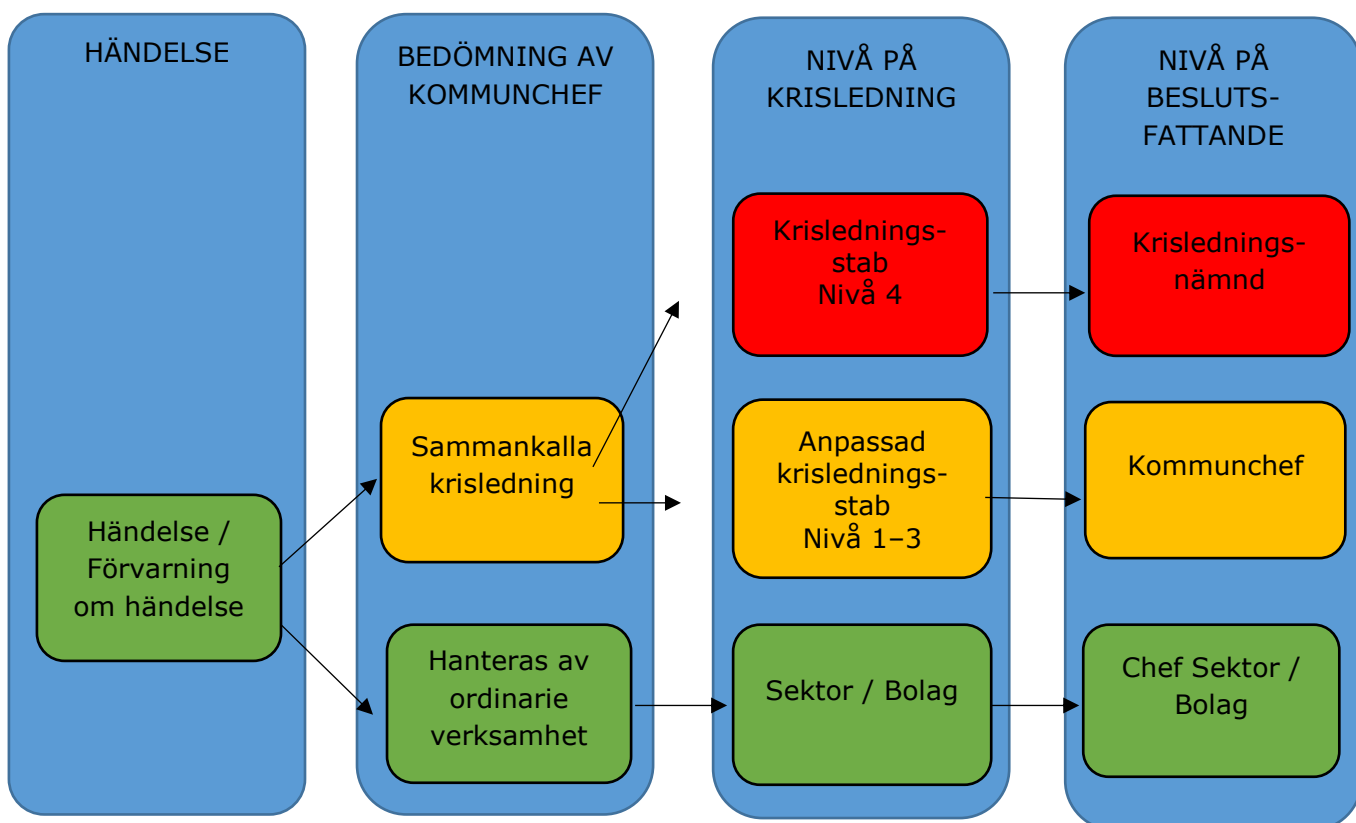 HÄNDELSE
Händelse /
Förvarning
om händelse
BEDÖMNING AV
KOMMUNCHEF
Sammankalla
krisledning
Hanteras av
ordinarie
verksamhet
NIVÅ PÅ
KRISLEDNING
Krislednings-
stab
Nivå 4
Anpassad
krislednings-
stab
Nivå 1–3
Sektor / Bolag
NIVÅ PÅ
BESLUTS-
FATTANDE
Krislednings-
nämnd
Kommunchef
Chef Sektor /
Bolag